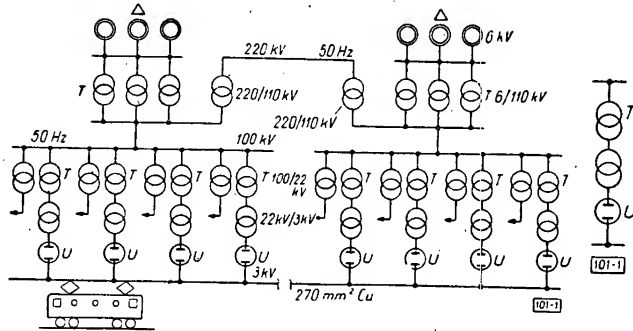 Δ Δ 6 kV
220 kV 50 Hz
T 220/110 kV T 6/110 kV T
220/110 kV
50 Hz 100 kV
T T T T 100/22 kV T T T T
22kV/3kV
U U U U U U U U U
3kV
270 mm² Cu 101-1 101-1